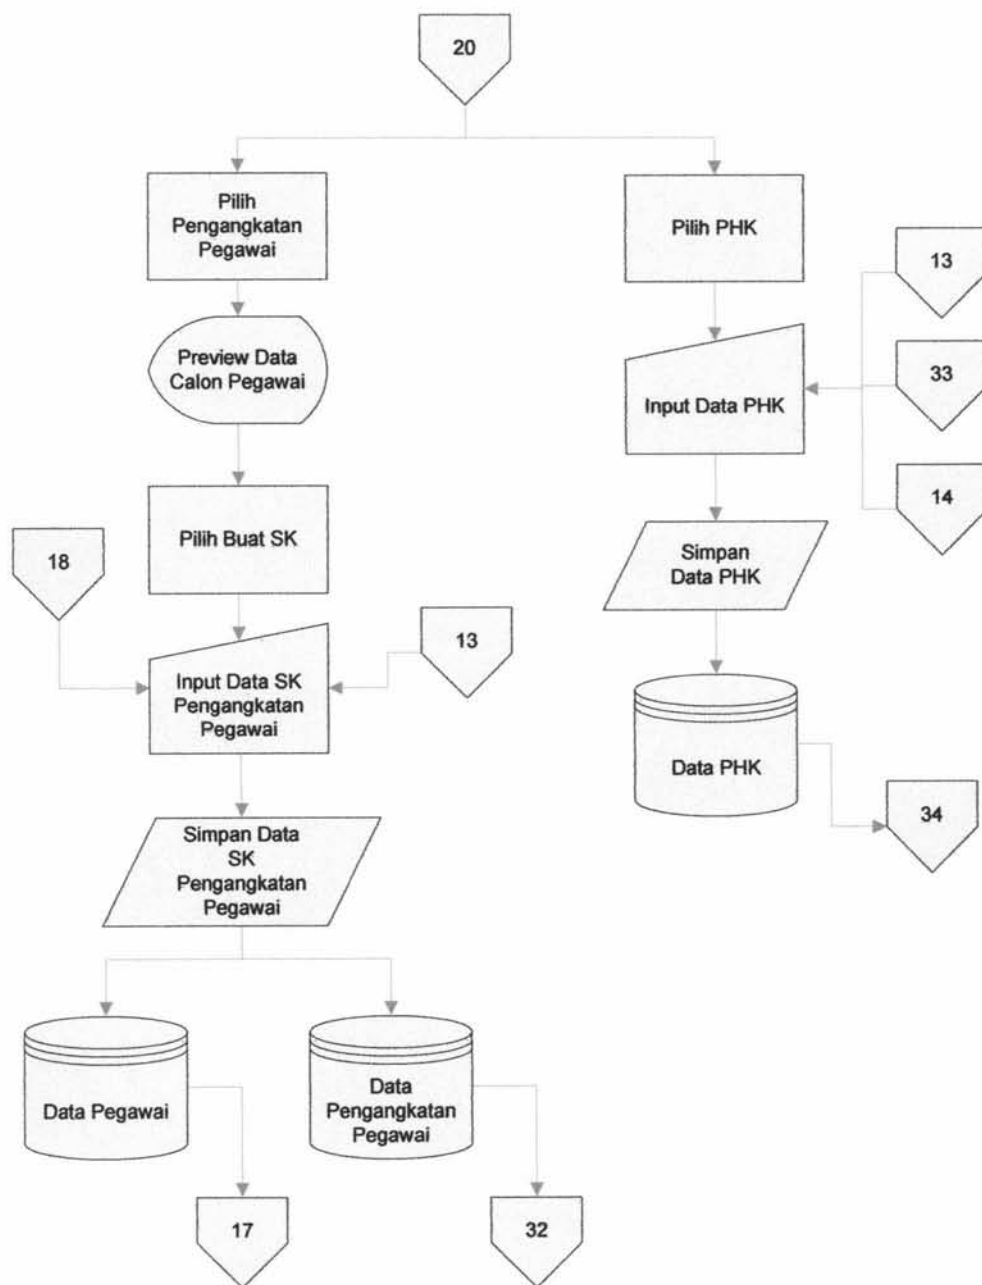 20
Pilih
Pengangkatan
Pegawai
Pilih PHK
13
Preview Data
Calon Pegawai
33
Input Data PHK
14
Pilih Buat SK
18
Simpan
Data PHK
13
Input Data SK
Pengangkatan
Pegawai
Data PHK
34
Simpan Data
SK
Pengangkatan
Pegawai
Data Pegawai
Data
Pengangkatan
Pegawai
17
32